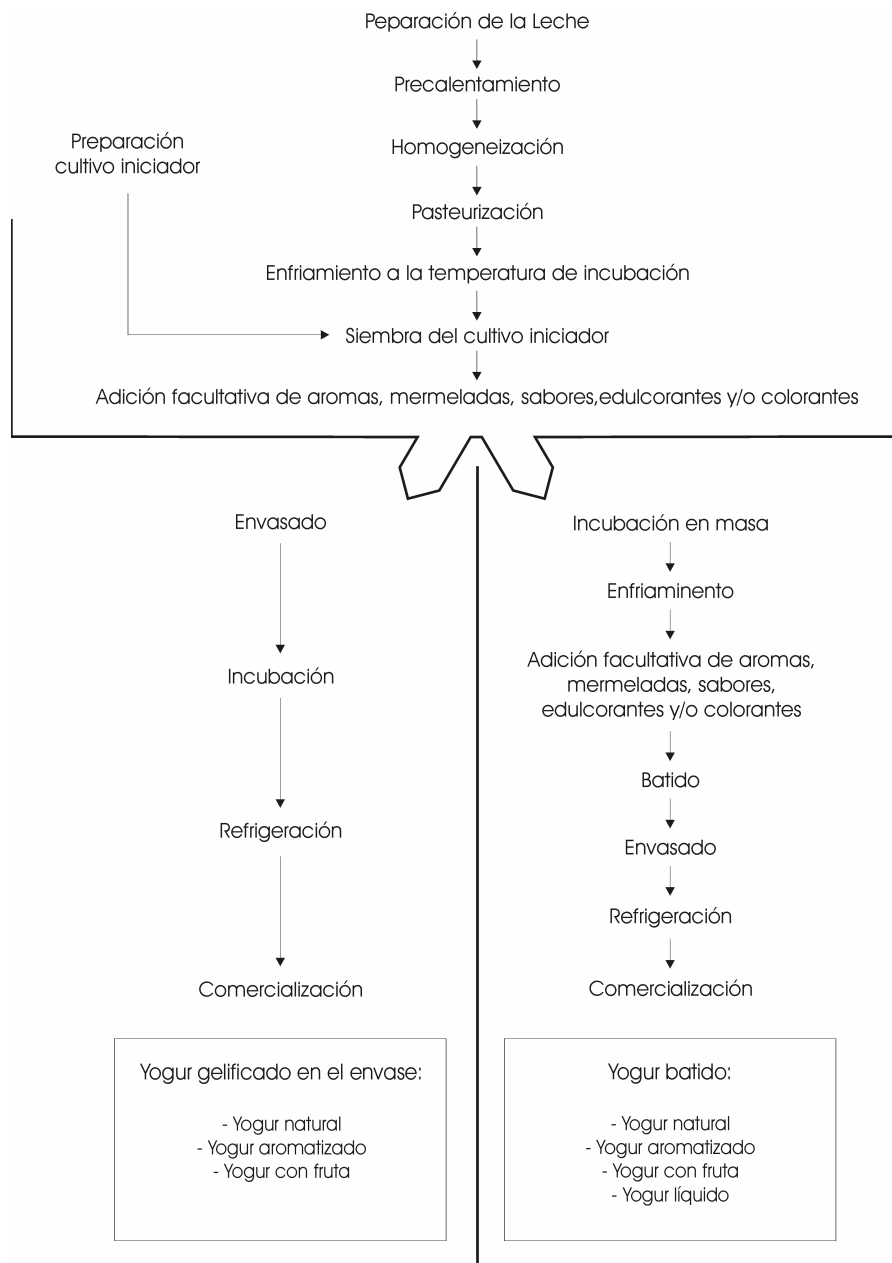 Peparación de la Leche
Precalentamiento
Preparación
cultivo iniciador
Homogeneización
Pasteurización
Enfriamiento a la temperatura de incubación
Siembra del cultivo iniciador
Adición facultativa de aromas, mermeladas, sabores,edulcorantes y/o colorantes
Envasado
Incubación
Refrigeración
Comercialización
Yogur gelificado en el envase:
- Yogur natural
- Yogur aromatizado
- Yogur con fruta
Incubación en masa
Enfriaminento
Adición facultativa de aromas,
mermeladas, sabores,
edulcorantes y/o colorantes
Batido
Envasado
Refrigeración
Comercialización
Yogur batido:
- Yogur natural
- Yogur aromatizado
- Yogur con fruta
- Yogur líquido